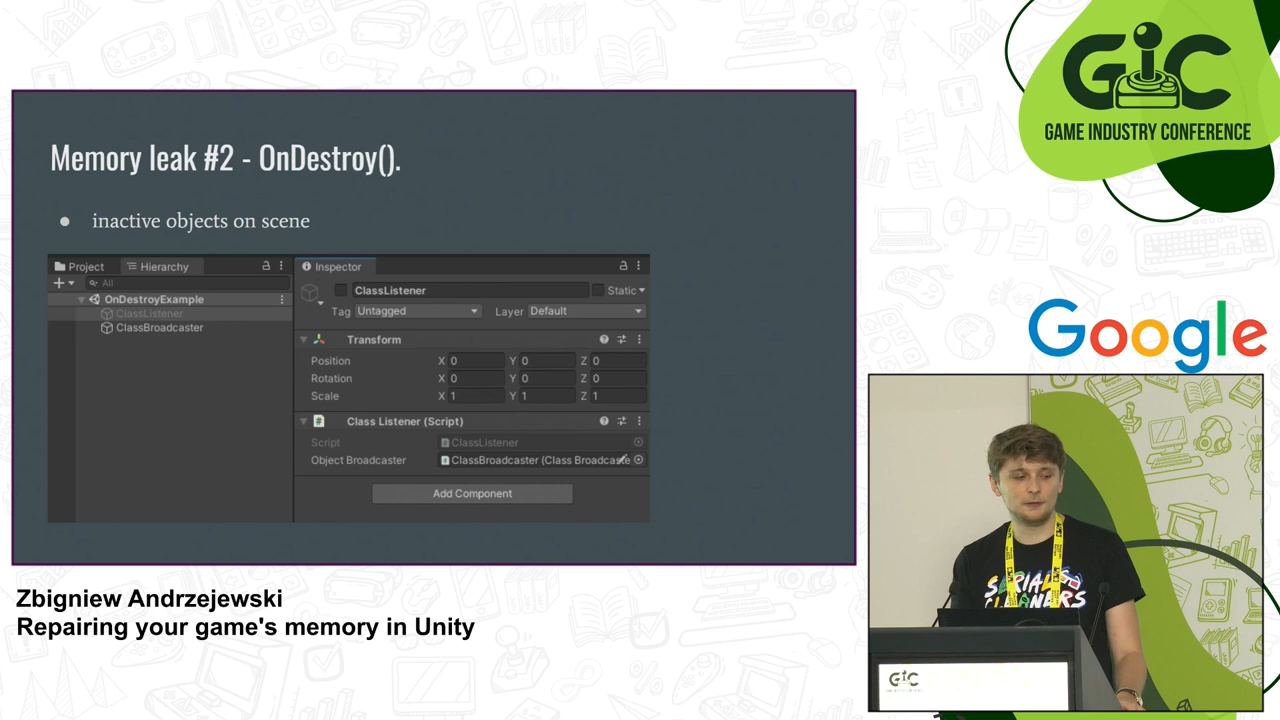 GiC
GAME INDUSTRY CONFERENCE
Memory leak #2 - OnDestroy().
● inactive objects on scene
Project Hierarchy
All
OnDestroyExample
ClassListener
ClassBroadcaster
Inspector
ClassListener Static
Tag Untagged Layer Default
Transform
Position X 0 Y 0 Z 0
Rotation X 0 Y 0 Z 0
Scale X 1 Y 1 Z 1
Class Listener (Script)
Script ClassListener
Object Broadcaster ClassBroadcaster (Class Broadcaste
Add Component
Google
SERIAL
CLEANERS
GiC
Zbigniew Andrzejewski
Repairing your game's memory in Unity